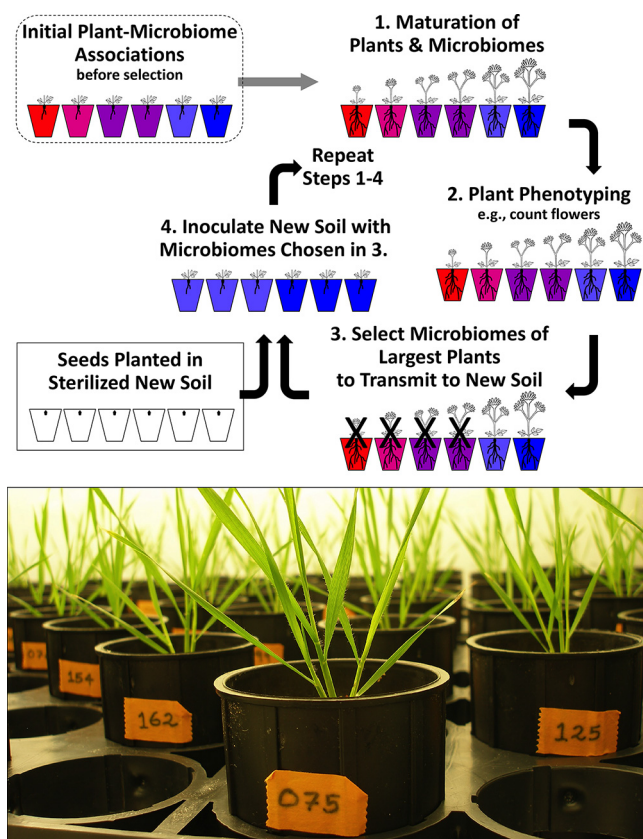 Initial Plant-Microbiome
Associations
before selection
1. Maturation of
Plants & Microbiomes
Repeat
Steps 1-4
2. Plant Phenotyping
e.g., count flowers
4. Inoculate New Soil with
Microbiomes Chosen in 3.
3. Select Microbiomes of
Largest Plants
to Transmit to New Soil
Seeds Planted in
Sterilized New Soil
154
162
125
075